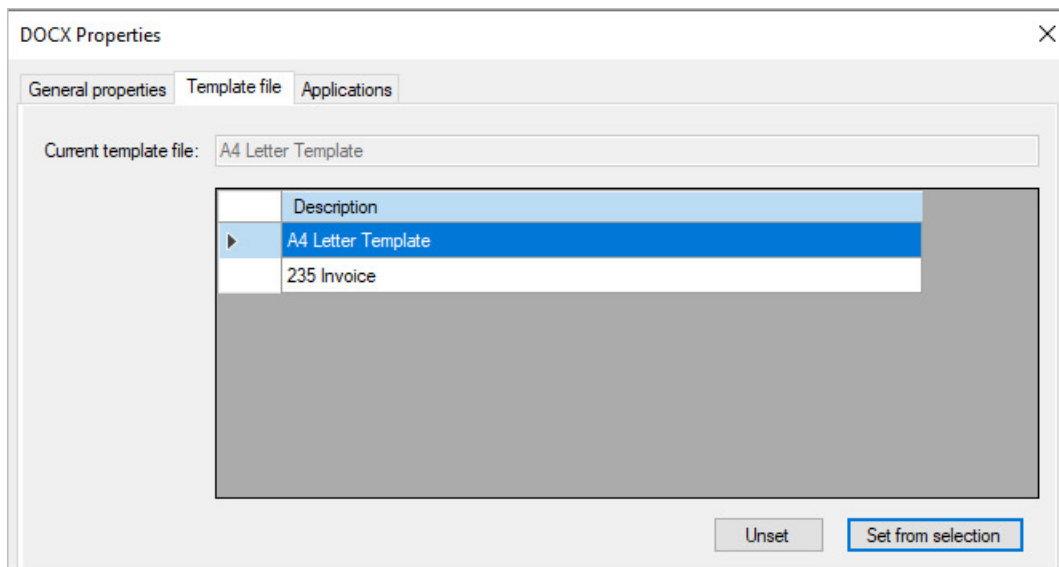 DOCX Properties
General properties Template file Applications
Current template file: A4 Letter Template
Description
A4 Letter Template
235 Invoice
Unset Set from selection